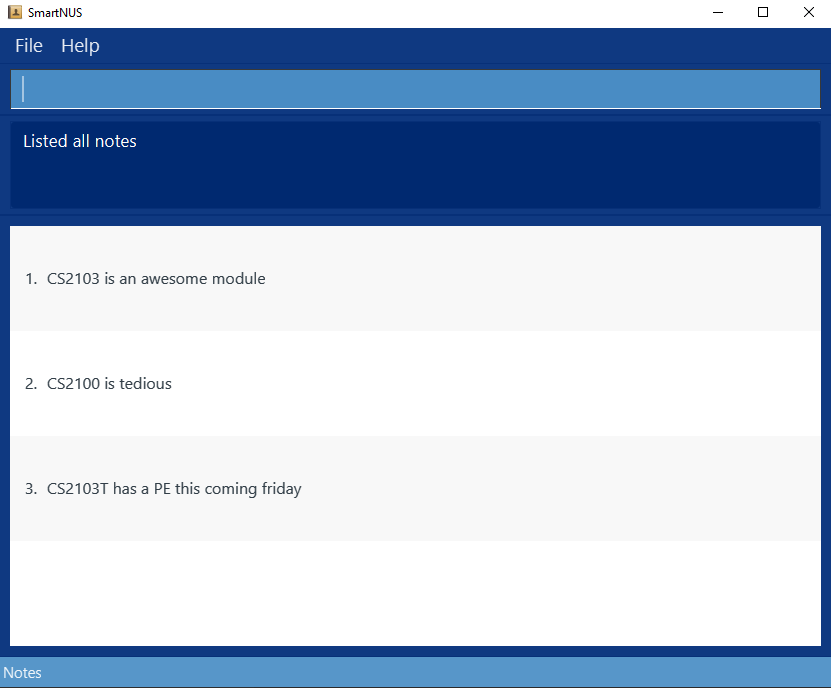 SmartNUS
File Help
Listed all notes
1. CS2103 is an awesome module
2. CS2100 is tedious
3. CS2103T has a PE this coming friday
Notes